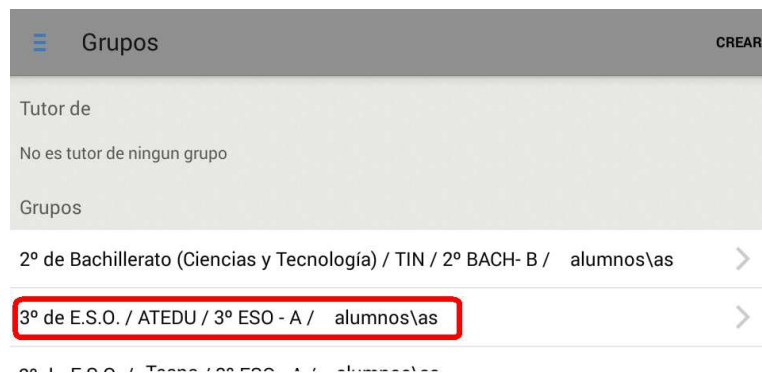 Grupos
CREAR
Tutor de
No es tutor de ningun grupo
Grupos
2º de Bachillerato (Ciencias y Tecnología) / TIN / 2º BACH- B / alumnos\as
3º de E.S.O. / ATEDU / 3º ESO - A / alumnos\as